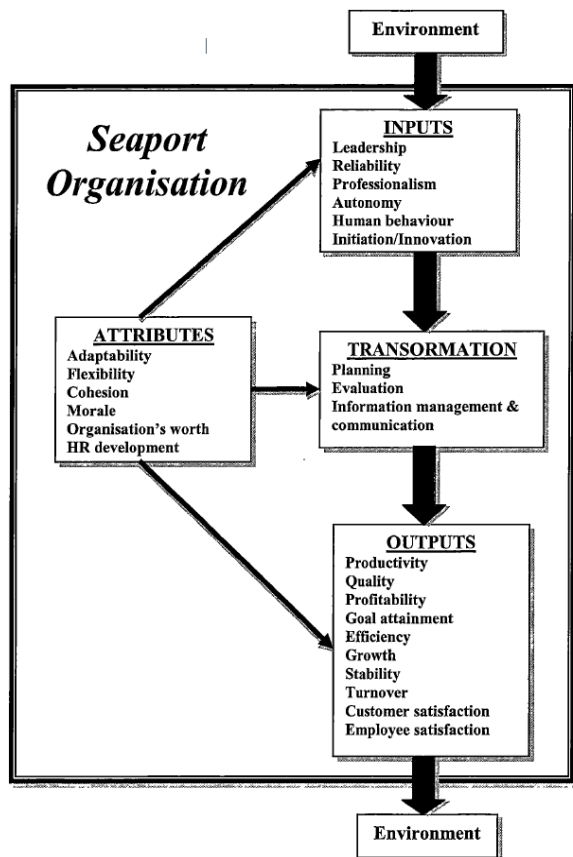 Environment
Seaport
Organisation
INPUTS
Leadership
Reliability
Professionalism
Autonomy
Human behaviour
Initiation/Innovation
ATTRIBUTES
Adaptability
Flexibility
Cohesion
Morale
Organisation's worth
HR development
TRANSORMATION
Planning
Evaluation
Information management &
communication
OUTPUTS
Productivity
Quality
Profitability
Goal attainment
Efficiency
Growth
Stability
Turnover
Customer satisfaction
Employee satisfaction
Environment